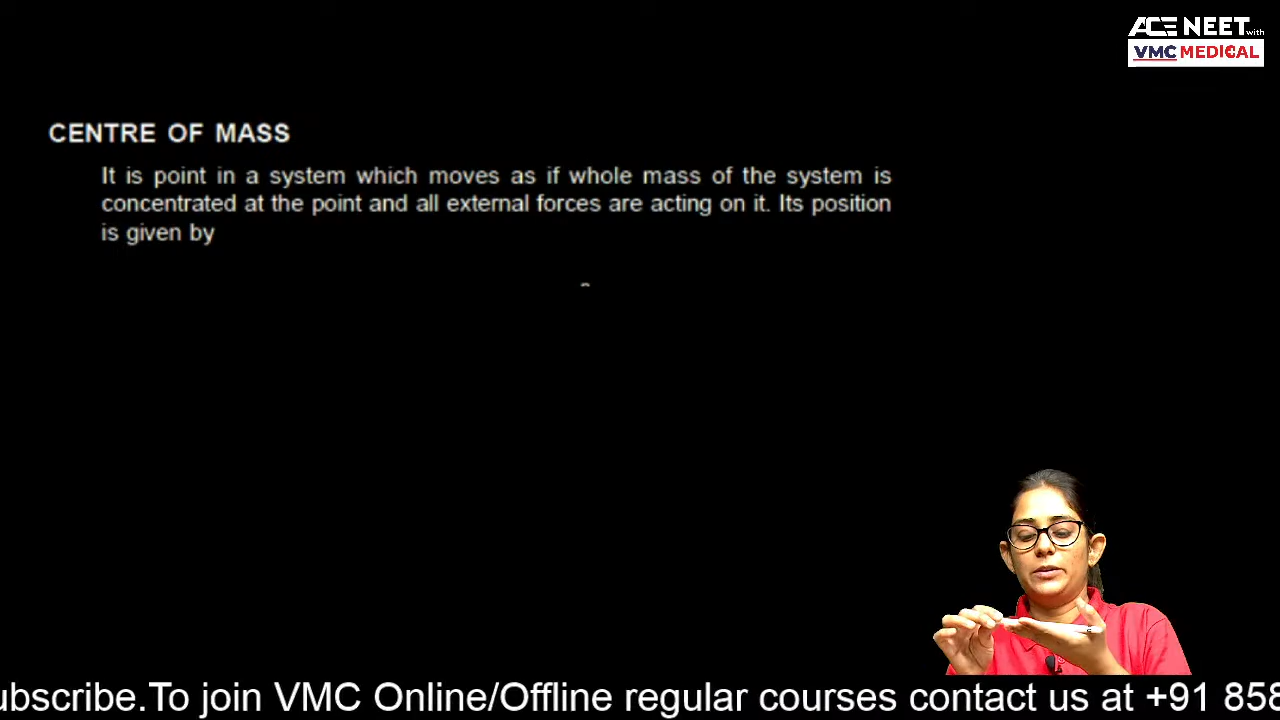 ACE NEET with
VMC MEDICAL
CENTRE OF MASS
It is point in a system which moves as if whole mass of the system is
concentrated at the point and all external forces are acting on it. Its position
is given by
ubscribe.To join VMC Online/Offline regular courses contact us at +91 858